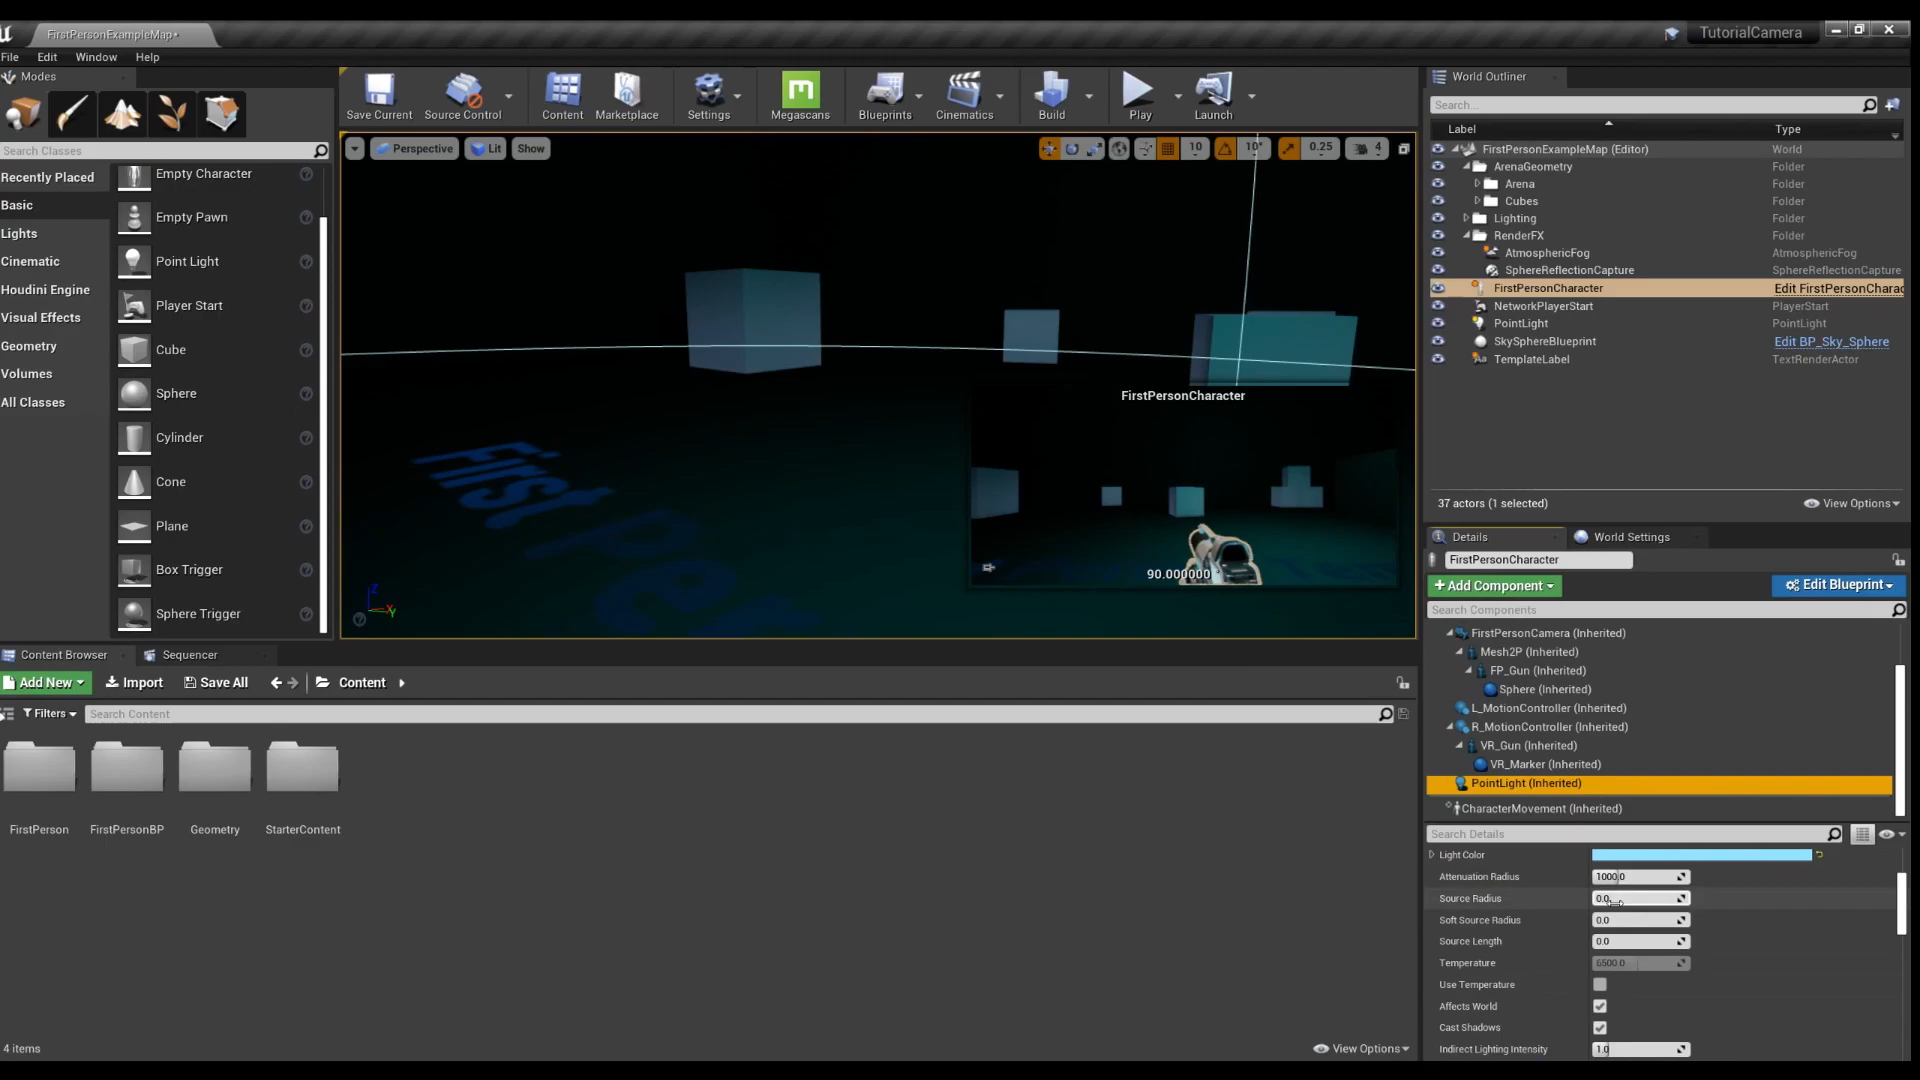 FirstPersonExampleMap*
TutorialCamera
File Edit Window Help
Modes
Save Current
Source Control
Content
Marketplace
Settings
Megascans
Blueprints
Cinematics
Build
Play
Launch
Search Classes
Recently Placed
Basic
Lights
Cinematic
Houdini Engine
Visual Effects
Geometry
Volumes
All Classes
Empty Character
Empty Pawn
Point Light
Player Start
Cube
Sphere
Cylinder
Cone
Plane
Box Trigger
Sphere Trigger
Perspective Lit Show
10 10° 0.25 4
First Pers
FirstPersonCharacter
90.000000
World Outliner
Search...
Label Type
FirstPersonExampleMap (Editor) World
ArenaGeometry Folder
Arena Folder
Cubes Folder
Lighting Folder
RenderFX Folder
AtmosphericFog AtmosphericFog
SphereReflectionCapture SphereReflectionCapture
FirstPersonCharacter Edit FirstPersonCharac
NetworkPlayerStart PlayerStart
PointLight PointLight
SkySphereBlueprint Edit BP_Sky_Sphere
TemplateLabel TextRenderActor
37 actors (1 selected) View Options
Details World Settings
FirstPersonCharacter
+Add Component Edit Blueprint
Search Components
FirstPersonCamera (Inherited)
Mesh2P (Inherited)
FP_Gun (Inherited)
Sphere (Inherited)
L_MotionController (Inherited)
R_MotionController (Inherited)
VR_Gun (Inherited)
VR_Marker (Inherited)
PointLight (Inherited)
CharacterMovement (Inherited)
Search Details
Light Color
Attenuation Radius 1000.0
Source Radius 0.0
Soft Source Radius 0.0
Source Length 0.0
Temperature 6500.0
Use Temperature
Affects World
Cast Shadows
Indirect Lighting Intensity 1.0
Content Browser Sequencer
Add New Import Save All Content
Filters Search Content
FirstPerson FirstPersonBP Geometry StarterContent
4 items View Options